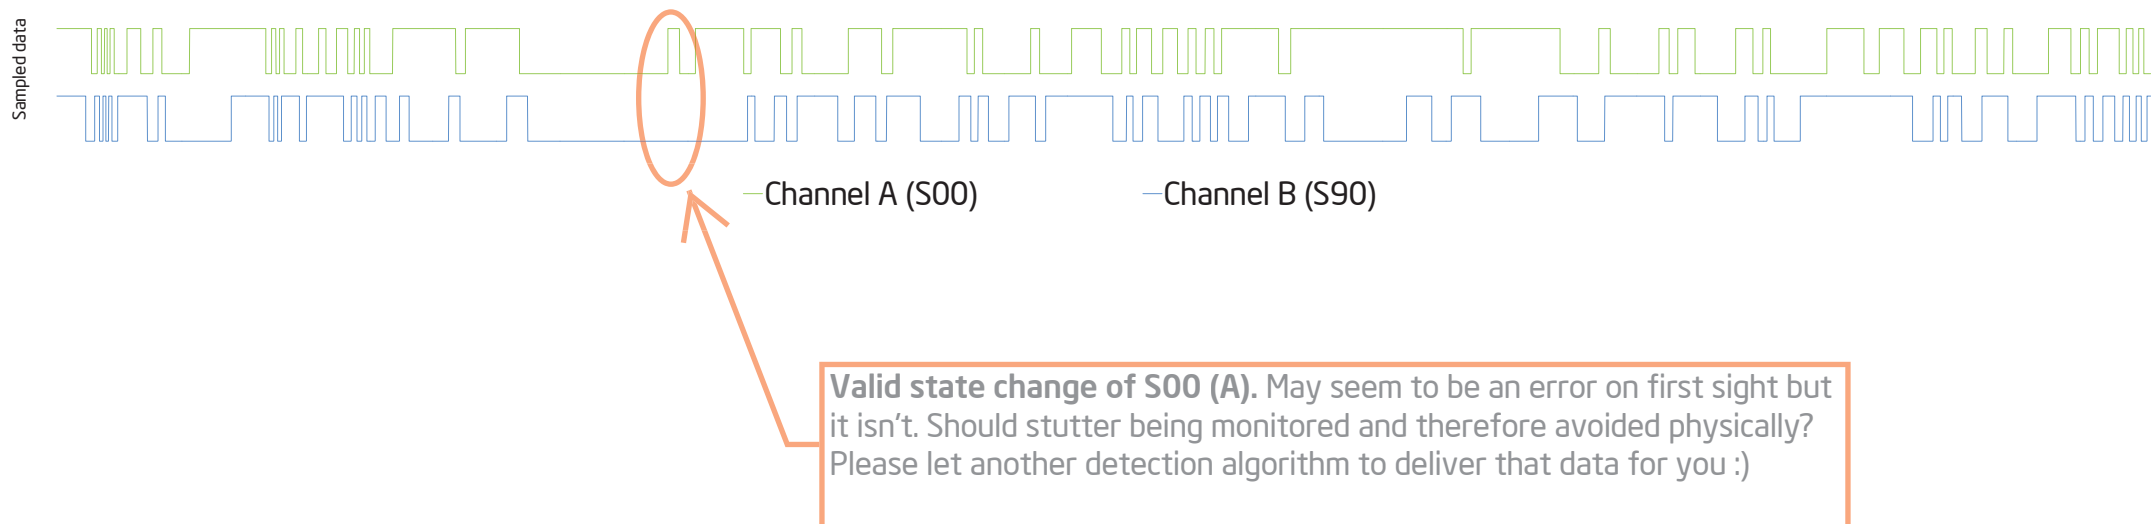 Sampled data
Channel A (S00)
Channel B (S90)
Valid state change of S00 (A). May seem to be an error on first sight but
it isn't. Should stutter being monitored and therefore avoided physically?
Please let another detection algorithm to deliver that data for you :)